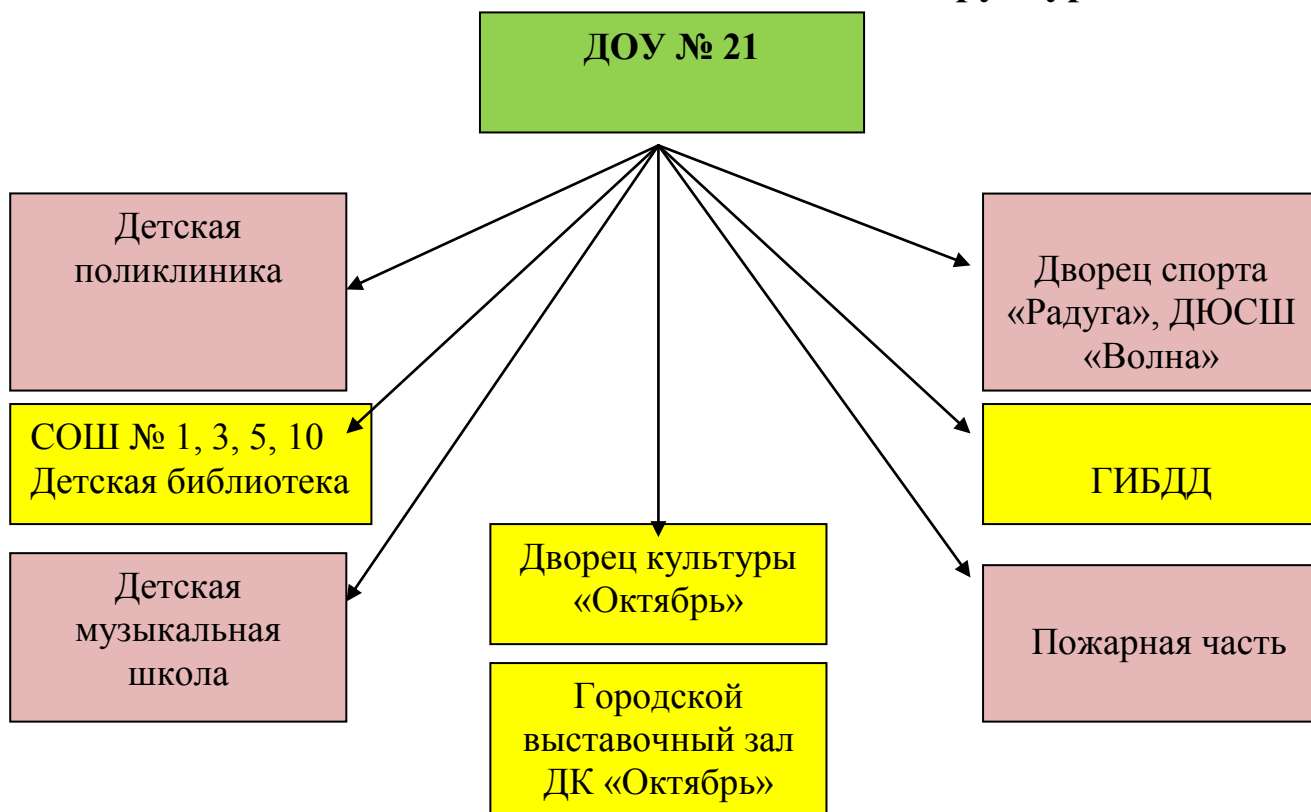 ДОУ № 21
Детская
поликлиника
Дворец спорта
«Радуга», ДЮСШ
«Волна»
СОШ № 1, 3, 5, 10
Детская библиотека
ГИБДД
Детская
музыкальная
школа
Дворец культуры
«Октябрь»
Пожарная часть
Городской
выставочный зал
ДК «Октябрь»